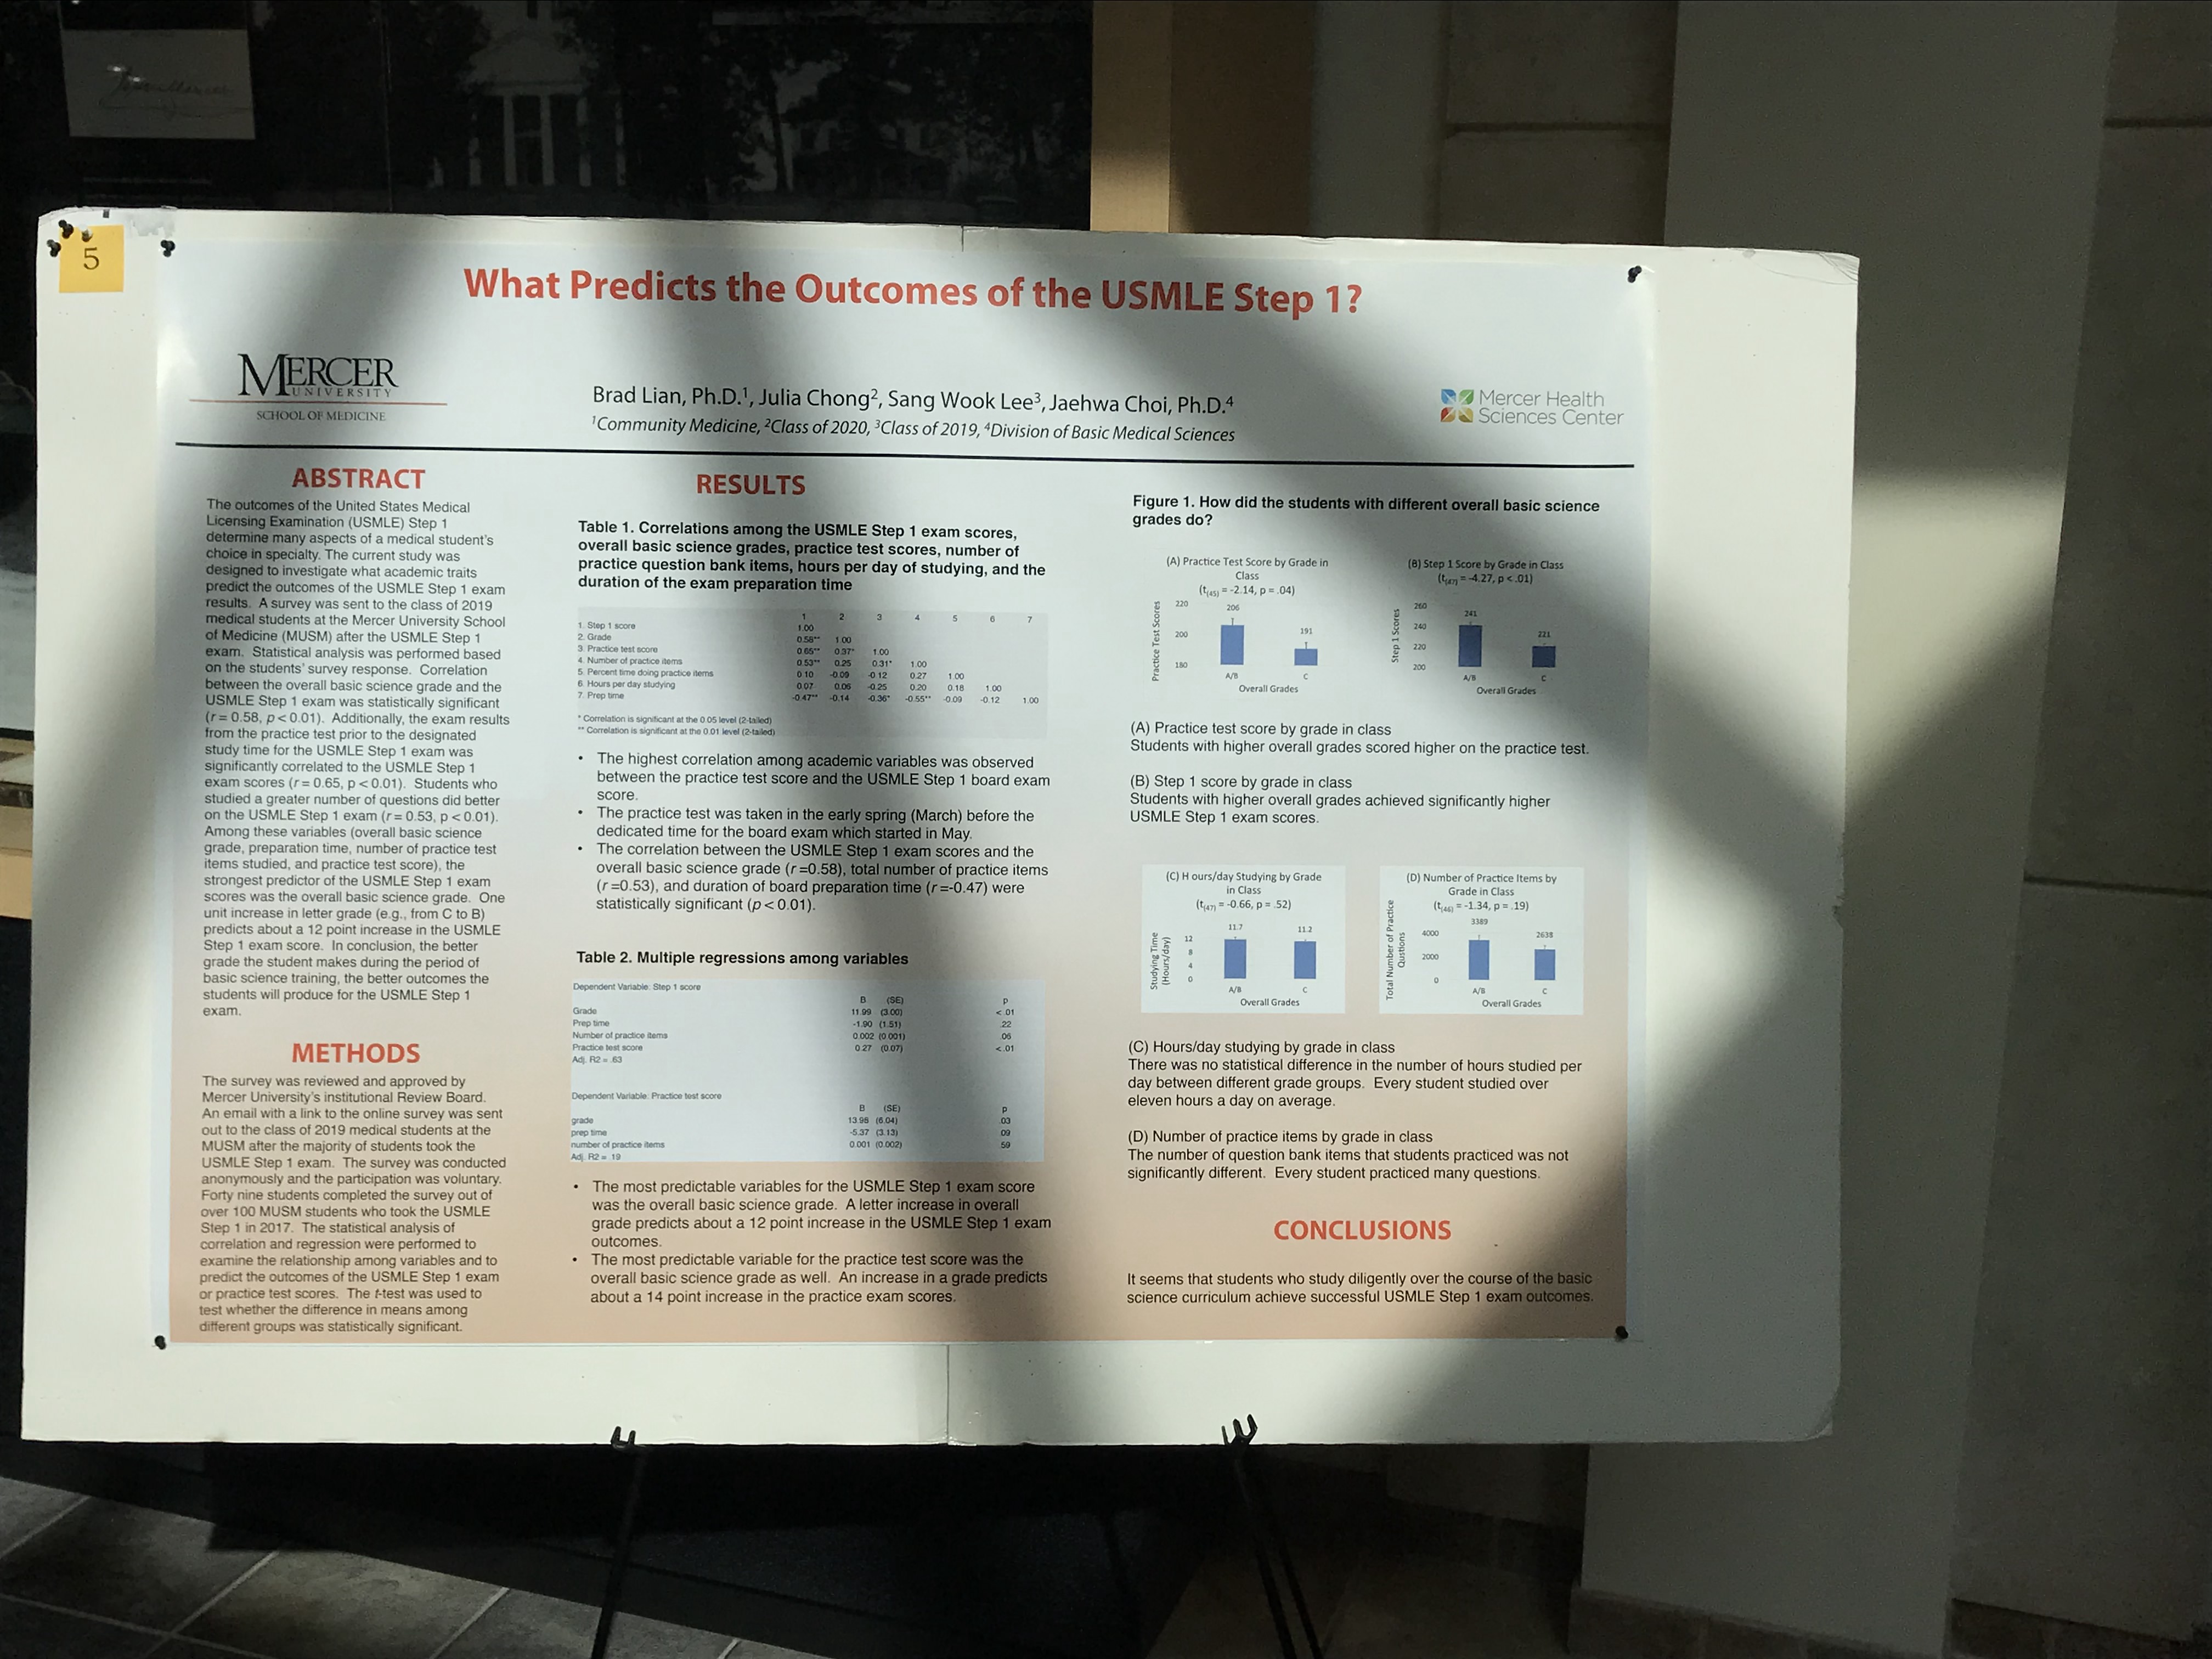 5
What Predicts the Outcomes of the USMLE Step 1?
MERCER
UNIVERSITY
SCHOOL OF MEDICINE
Brad Lian, Ph.D.¹, Julia Chong², Sang Wook Lee³, Jaehwa Choi, Ph.D.⁴
¹Community Medicine, ²Class of 2020, ³Class of 2019, ⁴Division of Basic Medical Sciences
Mercer Health
Sciences Center
ABSTRACT
The outcomes of the United States Medical
Licensing Examination (USMLE) Step 1
determine many aspects of a medical student's
choice in specialty. The current study was
designed to investigate what academic traits
predict the outcomes of the USMLE Step 1 exam
results. A survey was sent to the class of 2019
medical students at the Mercer University School
of Medicine (MUSM) after the USMLE Step 1
exam. Statistical analysis was performed based
on the students' survey response. Correlation
between the overall basic science grade and the
USMLE Step 1 exam was statistically significant
(r = 0.58, p < 0.01). Additionally, the exam results
from the practice test prior to the designated
study time for the USMLE Step 1 exam was
significantly correlated to the USMLE Step 1
exam scores (r = 0.65, p < 0.01). Students who
studied a greater number of questions did better
on the USMLE Step 1 exam (r = 0.53, p < 0.01).
Among these variables (overall basic science
grade, preparation time, number of practice test
items studied, and practice test score), the
strongest predictor of the USMLE Step 1 exam
scores was the overall basic science grade. One
unit increase in letter grade (e.g., from C to B)
predicts about a 12 point increase in the USMLE
Step 1 exam score. In conclusion, the better
grade the student makes during the period of
basic science training, the better outcomes the
students will produce for the USMLE Step 1
exam.
METHODS
The survey was reviewed and approved by
Mercer University's institutional Review Board.
An email with a link to the online survey was sent
out to the class of 2019 medical students at the
MUSM after the majority of students took the
USMLE Step 1 exam. The survey was conducted
anonymously and the participation was voluntary.
Forty nine students completed the survey out of
over 100 MUSM students who took the USMLE
Step 1 in 2017. The statistical analysis of
correlation and regression were performed to
examine the relationship among variables and to
predict the outcomes of the USMLE Step 1 exam
or practice test scores. The t-test was used to
test whether the difference in means among
different groups was statistically significant.
RESULTS
Table 1. Correlations among the USMLE Step 1 exam scores,
overall basic science grades, practice test scores, number of
practice question bank items, hours per day of studying, and the
duration of the exam preparation time
1 2 3 4 5 6 7
1. Step 1 score 1.00
2. Grade 0.58** 1.00
3. Practice test score 0.65** 0.37* 1.00
4. Number of practice items 0.53** 0.25 0.31* 1.00
5. Percent time doing practice items 0.10 -0.09 -0.12 0.27 1.00
6. Hours per day studying 0.07 0.06 -0.25 0.20 0.18 1.00
7. Prep time -0.47** -0.14 -0.36* -0.55** -0.09 -0.12 1.00
* Correlation is significant at the 0.05 level (2-tailed)
** Correlation is significant at the 0.01 level (2-tailed)
• The highest correlation among academic variables was observed
between the practice test score and the USMLE Step 1 board exam
score.
• The practice test was taken in the early spring (March) before the
dedicated time for the board exam which started in May.
• The correlation between the USMLE Step 1 exam scores and the
overall basic science grade (r =0.58), total number of practice items
(r =0.53), and duration of board preparation time (r =-0.47) were
statistically significant (p < 0.01).
Table 2. Multiple regressions among variables
Dependent Variable: Step 1 score
B (SE) p
Grade 11.99 (3.00) < .01
Prep time -1.90 (1.51) .22
Number of practice items 0.002 (0.001) .06
Practice test score 0.27 (0.07) <.01
Adj. R2 = .63
Dependent Variable: Practice test score
B (SE) p
grade 13.98 (6.04) .03
prep time -5.37 (3.13) .09
number of practice items 0.001 (0.002) .59
Adj. R2 = .19
• The most predictable variables for the USMLE Step 1 exam score
was the overall basic science grade. A letter increase in overall
grade predicts about a 12 point increase in the USMLE Step 1 exam
outcomes.
• The most predictable variable for the practice test score was the
overall basic science grade as well. An increase in a grade predicts
about a 14 point increase in the practice exam scores.
Figure 1. How did the students with different overall basic science
grades do?
(A) Practice Test Score by Grade in
Class
(t(45) = -2.14, p = .04)
Practice Test Scores
220
200
180
206
191
A/B C
Overall Grades
(B) Step 1 Score by Grade in Class
(t(47) = -4.27, p < .01)
Step 1 Scores
260
240
220
200
241
221
A/B C
Overall Grades
(A) Practice test score by grade in class
Students with higher overall grades scored higher on the practice test.
(B) Step 1 score by grade in class
Students with higher overall grades achieved significantly higher
USMLE Step 1 exam scores.
(C) H ours/day Studying by Grade
in Class
(t(47) = -0.66, p = .52)
Studying Time
(Hours/day)
12
8
4
0
11.7
11.2
A/B C
Overall Grades
(D) Number of Practice Items by
Grade in Class
(t(46) = -1.34, p = .19)
Total Number of Practice
Qustions
4000
2000
0
3389
2638
A/B C
Overall Grades
(C) Hours/day studying by grade in class
There was no statistical difference in the number of hours studied per
day between different grade groups. Every student studied over
eleven hours a day on average.
(D) Number of practice items by grade in class
The number of question bank items that students practiced was not
significantly different. Every student practiced many questions.
CONCLUSIONS
It seems that students who study diligently over the course of the basic
science curriculum achieve successful USMLE Step 1 exam outcomes.